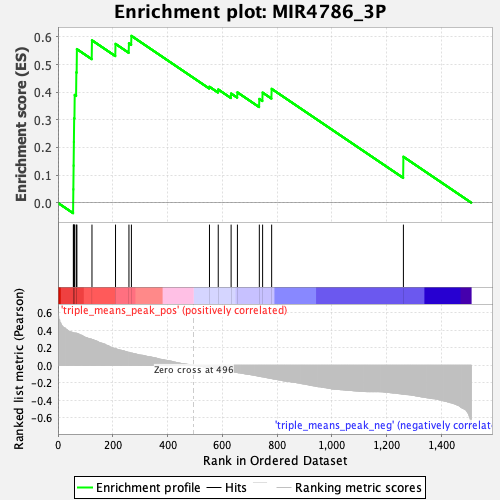 Enrichment plot: MIR4786_3P
Enrichment score (ES)
0.6
0.5
0.4
0.3
0.2
0.1
0.0
Ranked list metric (Pearson)
0.6
0.4
0.2
0.0
-0.2
-0.4
-0.6
'triple_means_peak_pos' (positively correlated)
Zero cross at 496
'triple_means_peak_neg' (negatively correlate
0 200 400 600 800 1,000 1,200 1,400
Rank in Ordered Dataset
Enrichment profile Hits Ranking metric scores